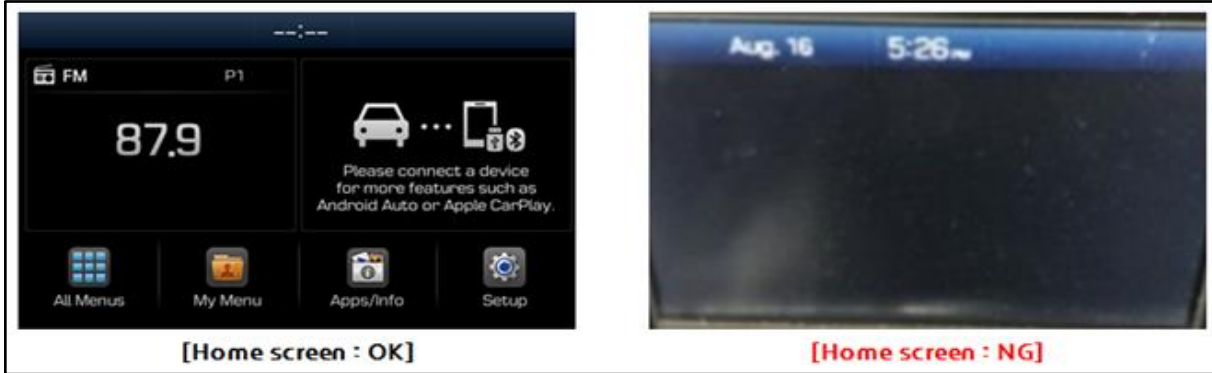 --:--
FM P1
87.9
Please connect a device
for more features such as
Android Auto or Apple CarPlay.
All Menus My Menu Apps/Info Setup
[Home screen : OK]
Aug. 16 5:26 PM
[Home screen : NG]